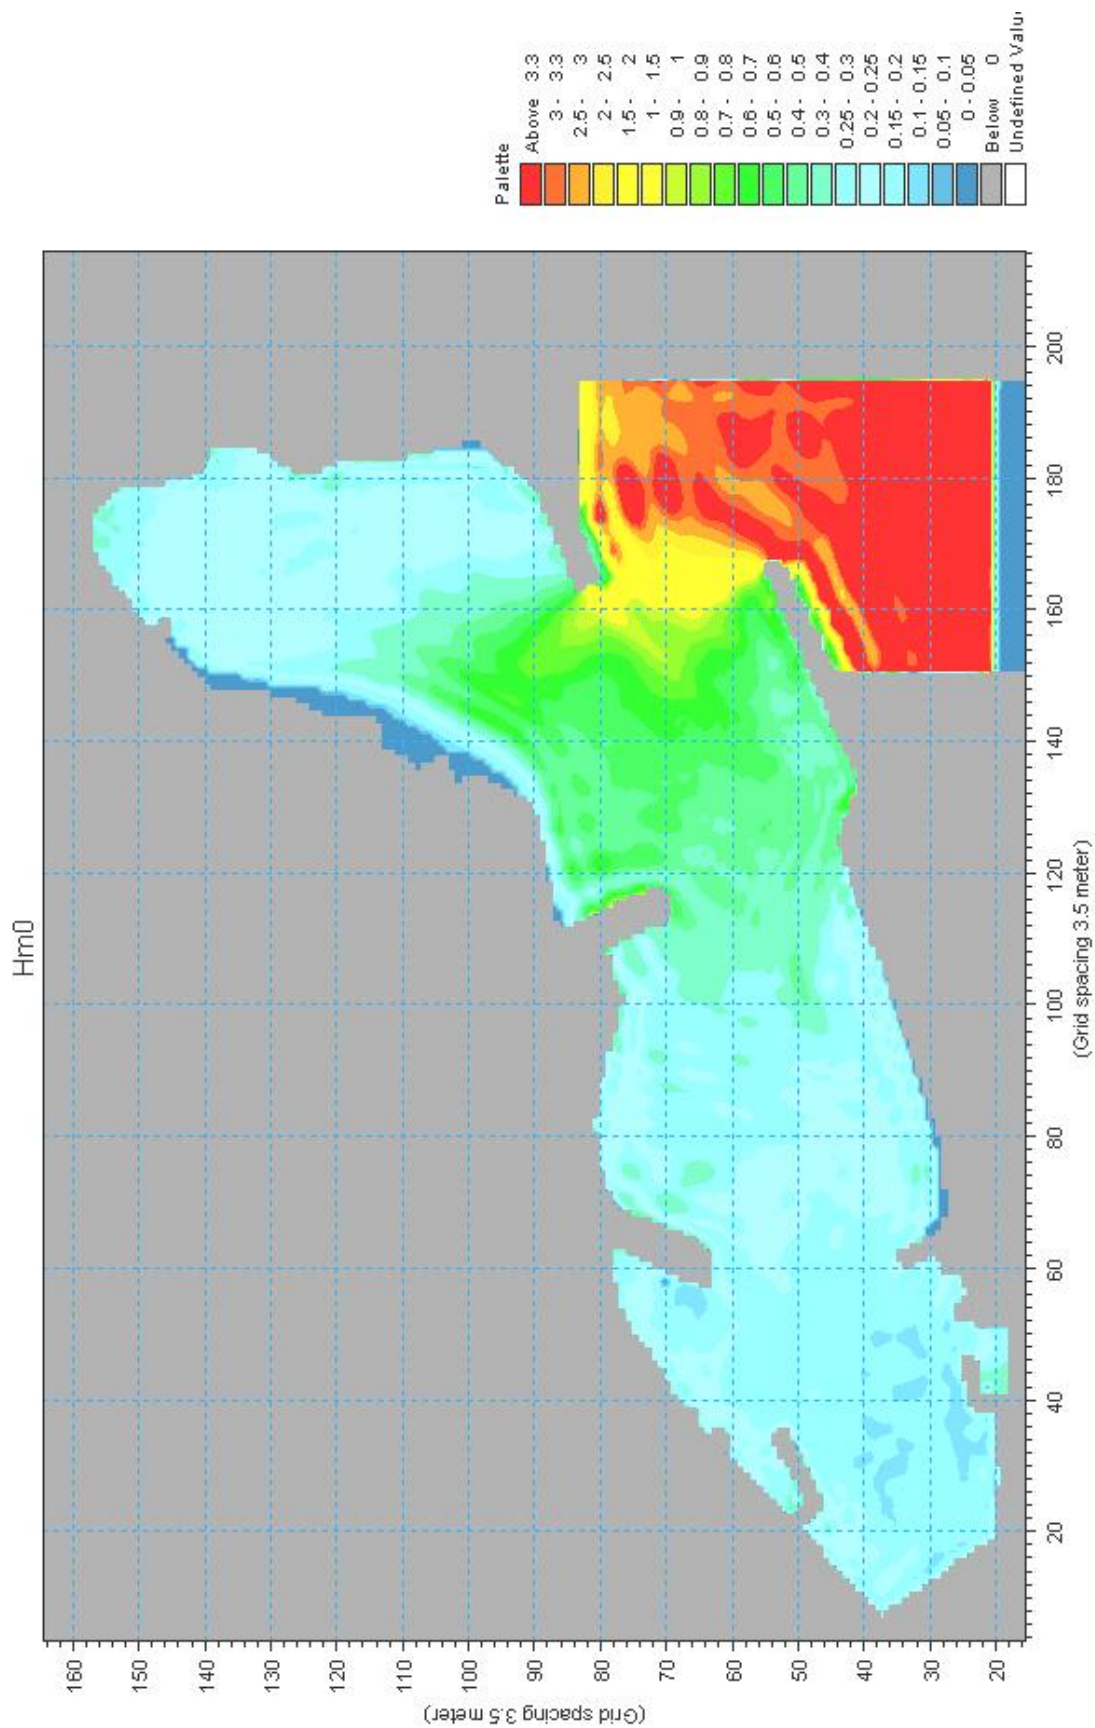 Hm0
Palette
Above 3.3
3 - 3.3
2.5 - 3
2 - 2.5
1.5 - 2
1 - 1.5
0.9 - 1
0.8 - 0.9
0.7 - 0.8
0.6 - 0.7
0.5 - 0.6
0.4 - 0.5
0.3 - 0.4
0.25 - 0.3
0.2 - 0.25
0.15 - 0.2
0.1 - 0.15
0.05 - 0.1
0 - 0.05
Below 0
Undefined Valu
160
150
140
130
120
110
100
90
80
70
60
50
40
30
20
(Grid spacing 3.5 meter)
20
40
60
80
100
120
140
160
180
200
(Grid spacing 3.5 meter)